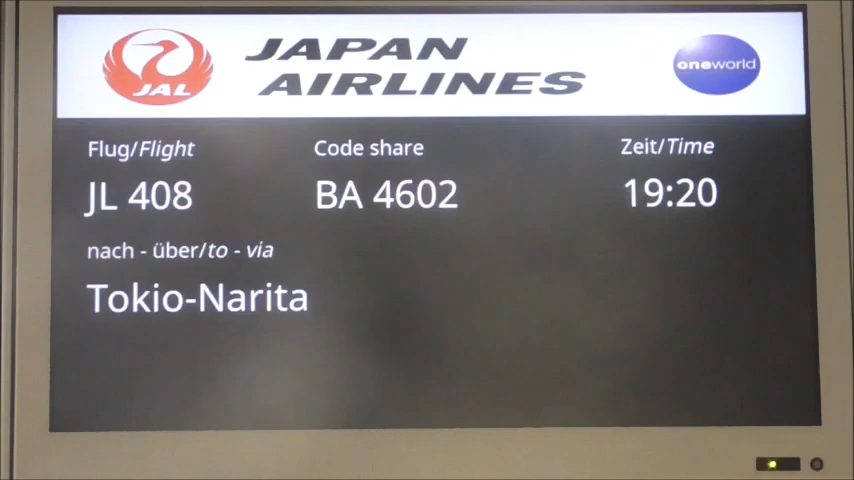 JAL
JAPAN
AIRLINES
oneworld
Flug/Flight
Code share
Zeit/Time
JL 408
BA 4602
19:20
nach - über/to - via
Tokio-Narita